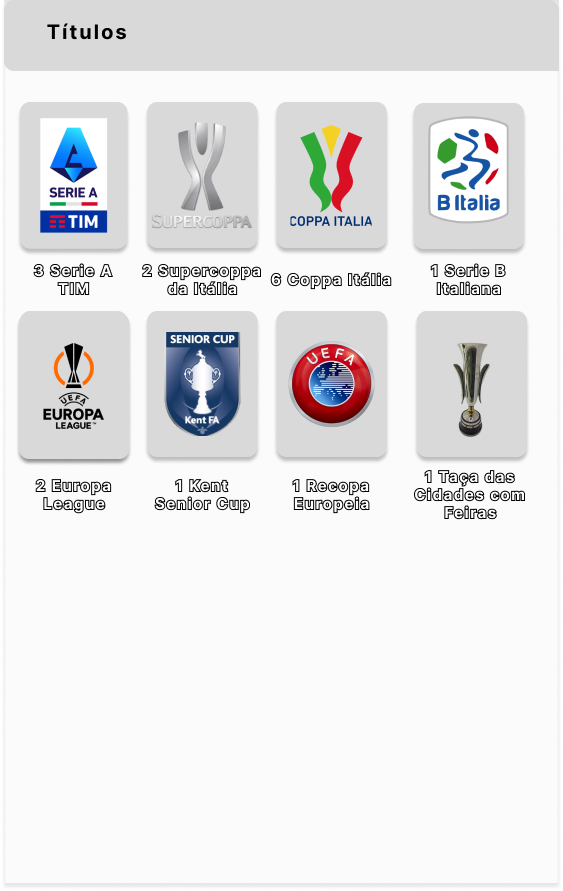 Títulos
SERIE A
TIM
SUPERCOPPA
COPPA ITALIA
B Italia
3 Serie A
TIM
2 Supercoppa
da Itália
6 Coppa Itália
1 Serie B
Italiana
UEFA
EUROPA
LEAGUE™
SENIOR CUP
Kent FA
UEFA
2 Europa
League
1 Kent
Senior Cup
1 Recopa
Europeia
1 Taça das
Cidades com
Feiras